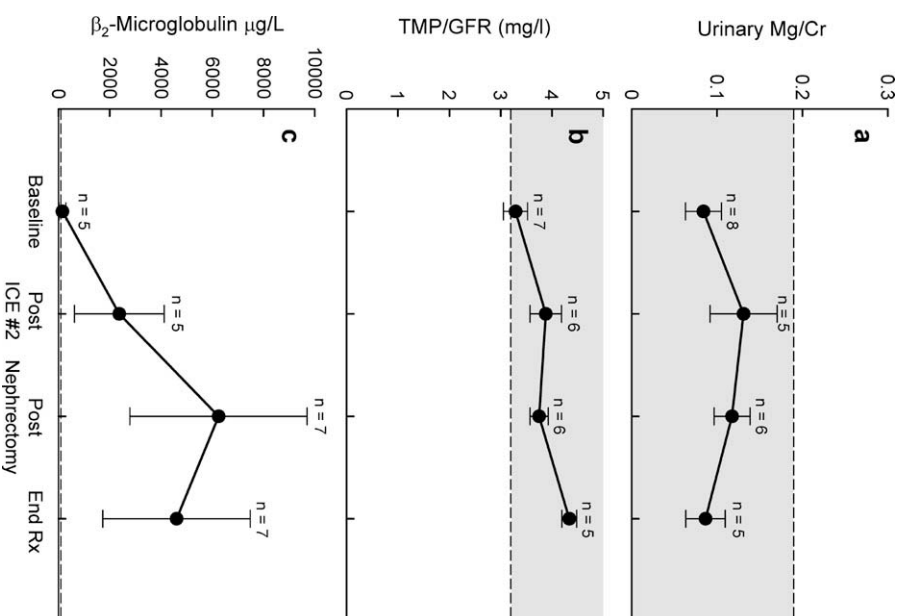 a
Urinary Mg/Cr
0.3
0.2
0.1
0
n = 8
n = 5
n = 6
n = 5
b
TMP/GFR (mg/l)
5
4
3
2
1
0
n = 7
n = 6
n = 6
n = 5
c
β₂-Microglobulin µg/L
10000
8000
6000
4000
2000
0
n = 5
n = 5
n = 7
n = 7
Baseline
Post
ICE #2
Post
Nephrectomy
End Rx